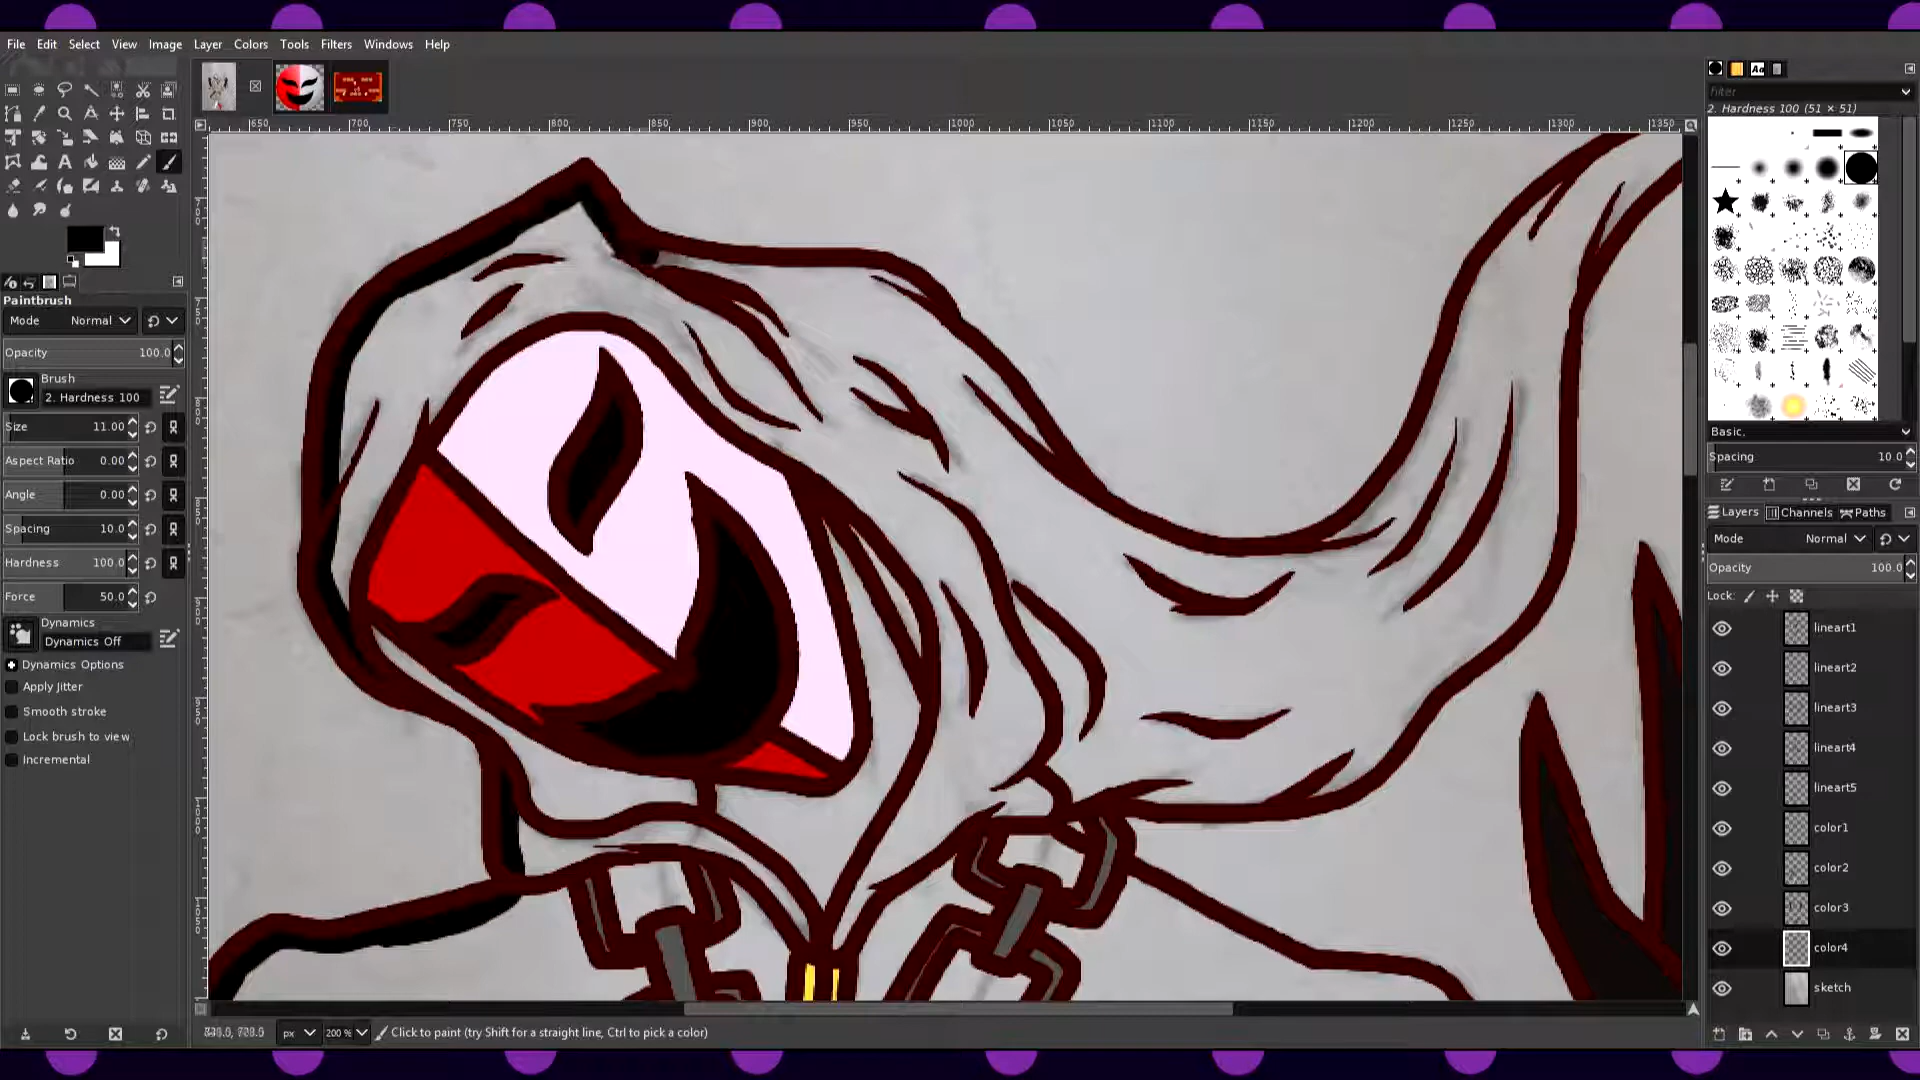 File Edit Select View Image Layer Colors Tools Filters Windows Help
Aa
filter
2. Hardness 100 (51 × 51)
650 700 750 800 850 900 950 1000 1050 1100 1150 1200 1250 1300 1350
Paintbrush
Mode Normal
Opacity 100.0
Brush
2. Hardness 100
Size 11.00
Aspect Ratio 0.00
Angle 0.00
Spacing 10.0
Hardness 100.0
Force 50.0
Dynamics
Dynamics Off
Dynamics Options
Apply Jitter
Smooth stroke
Lock brush to view
Incremental
Basic,
Spacing 10.0
Layers Channels Paths
Mode Normal
Opacity 100.0
Lock:
lineart1
lineart2
lineart3
lineart4
lineart5
color1
color2
color3
color4
sketch
px 200 % Click to paint (try Shift for a straight line, Ctrl to pick a color)